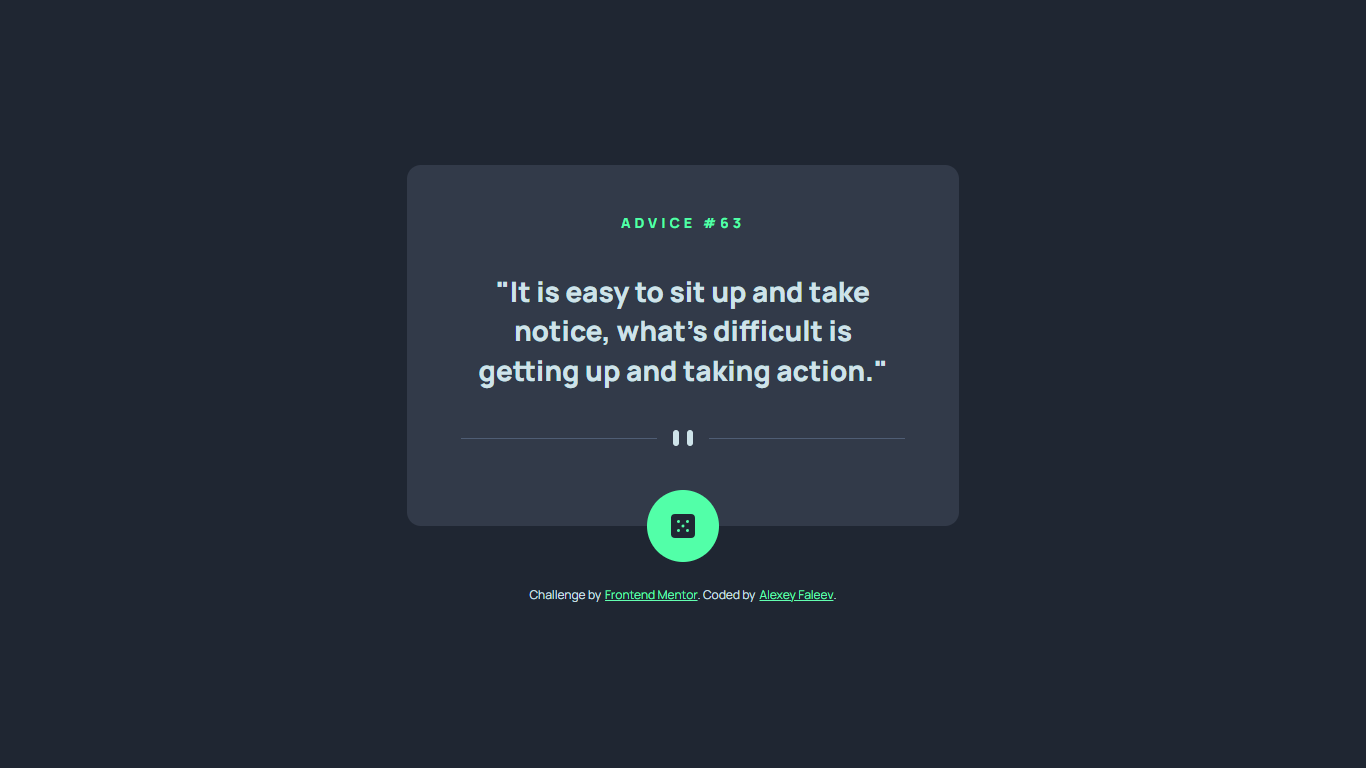 ADVICE #63
"It is easy to sit up and take
notice, what's difficult is
getting up and taking action."
Challenge by Frontend Mentor. Coded by Alexey Faleev.